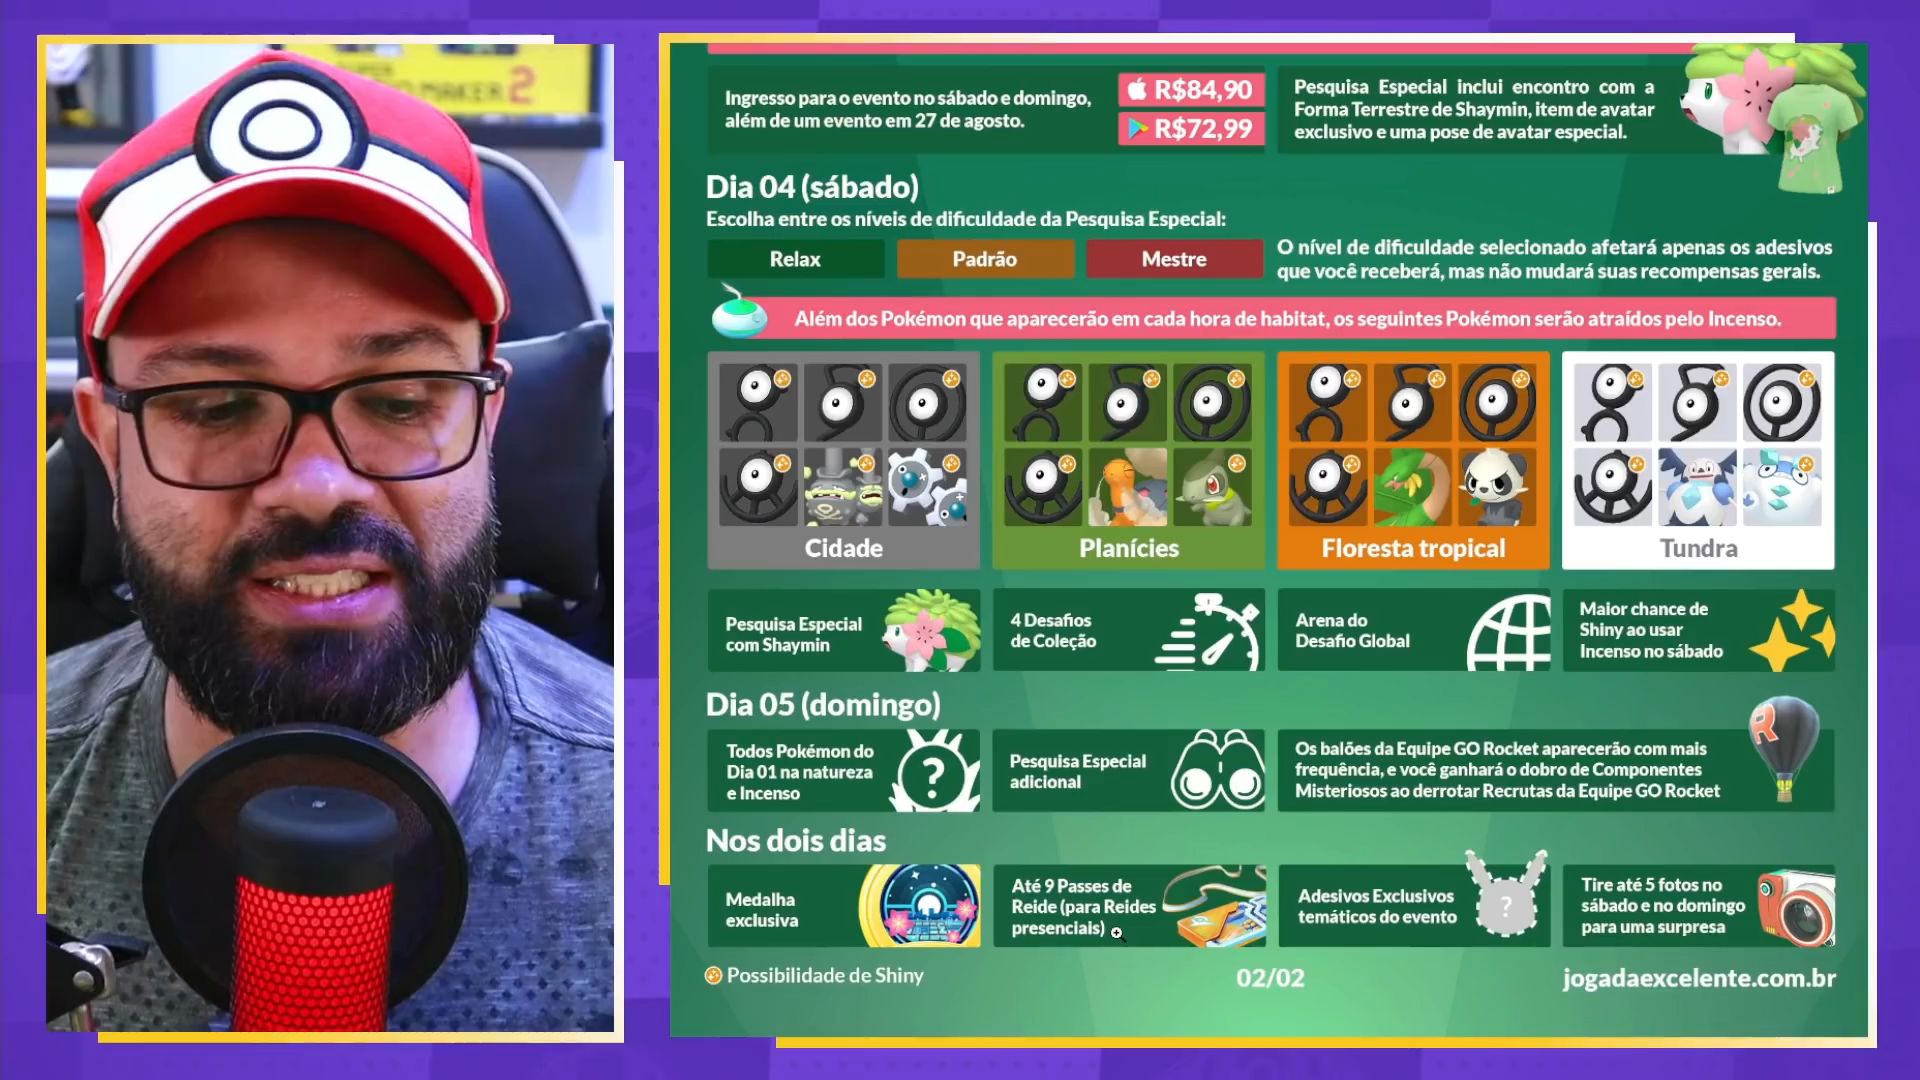 MAKER 2
Ingresso para o evento no sábado e domingo,
além de um evento em 27 de agosto.
R$84,90
R$72,99
Pesquisa Especial inclui encontro com a
Forma Terrestre de Shaymin, item de avatar
exclusivo e uma pose de avatar especial.
Dia 04 (sábado)
Escolha entre os níveis de dificuldade da Pesquisa Especial:
Relax
Padrão
Mestre
O nível de dificuldade selecionado afetará apenas os adesivos
que você receberá, mas não mudará suas recompensas gerais.
Além dos Pokémon que aparecerão em cada hora de habitat, os seguintes Pokémon serão atraídos pelo Incenso.
Cidade
Planícies
Floresta tropical
Tundra
Pesquisa Especial
com Shaymin
4 Desafios
de Coleção
Arena do
Desafio Global
Maior chance de
Shiny ao usar
Incenso no sábado
Dia 05 (domingo)
Todos Pokémon do
Dia 01 na natureza
e Incenso
?
Pesquisa Especial
adicional
Os balões da Equipe GO Rocket aparecerão com mais
frequência, e você ganhará o dobro de Componentes
Misteriosos ao derrotar Recrutas da Equipe GO Rocket
R
Nos dois dias
Medalha
exclusiva
Até 9 Passes de
Reide (para Reides
presenciais)
Adesivos Exclusivos
temáticos do evento
?
Tire até 5 fotos no
sábado e no domingo
para uma surpresa
Possibilidade de Shiny
02/02
jogadaexcelente.com.br